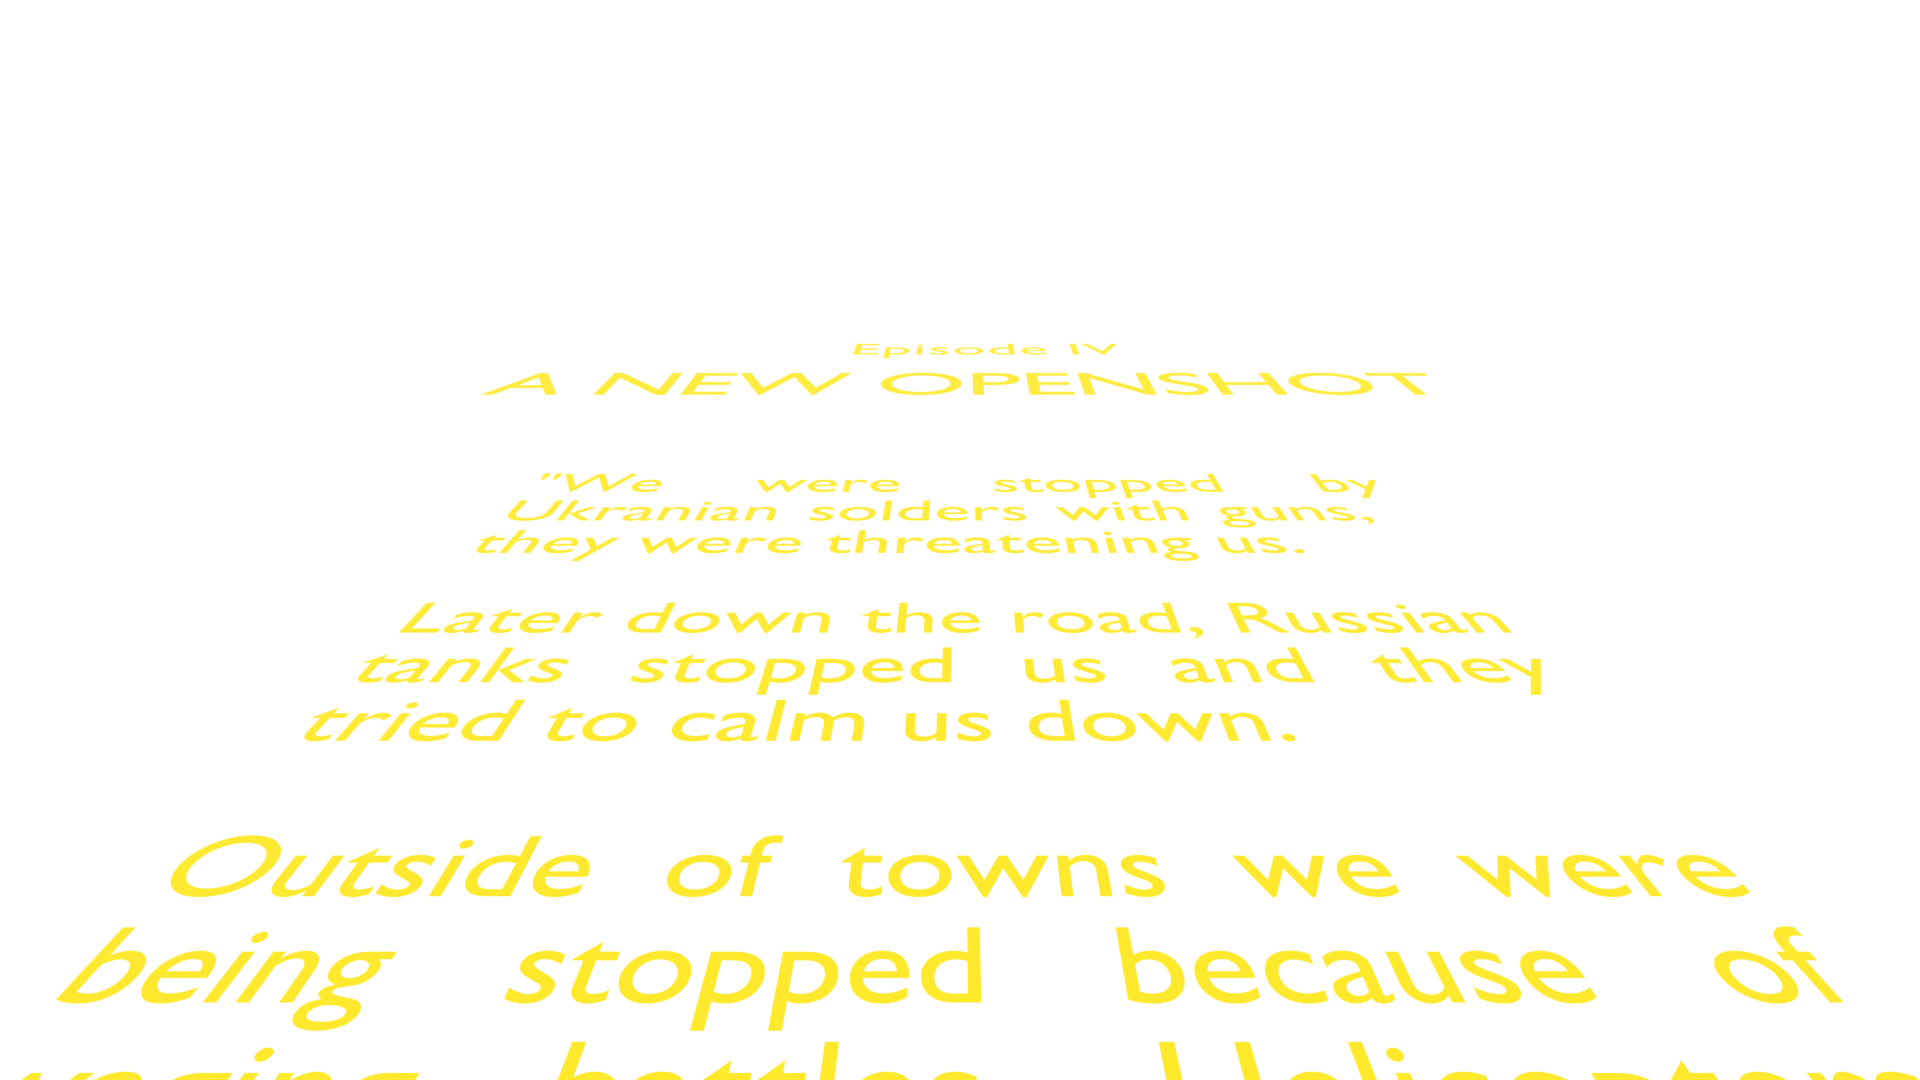 Episode IV
A NEW OPENSHOT
"We were stopped by
Ukranian solders with guns,
they were threatening us.
Later down the road, Russian
tanks stopped us and they
tried to calm us down.
Outside of towns we were
being stopped because of
battles. Helicopters